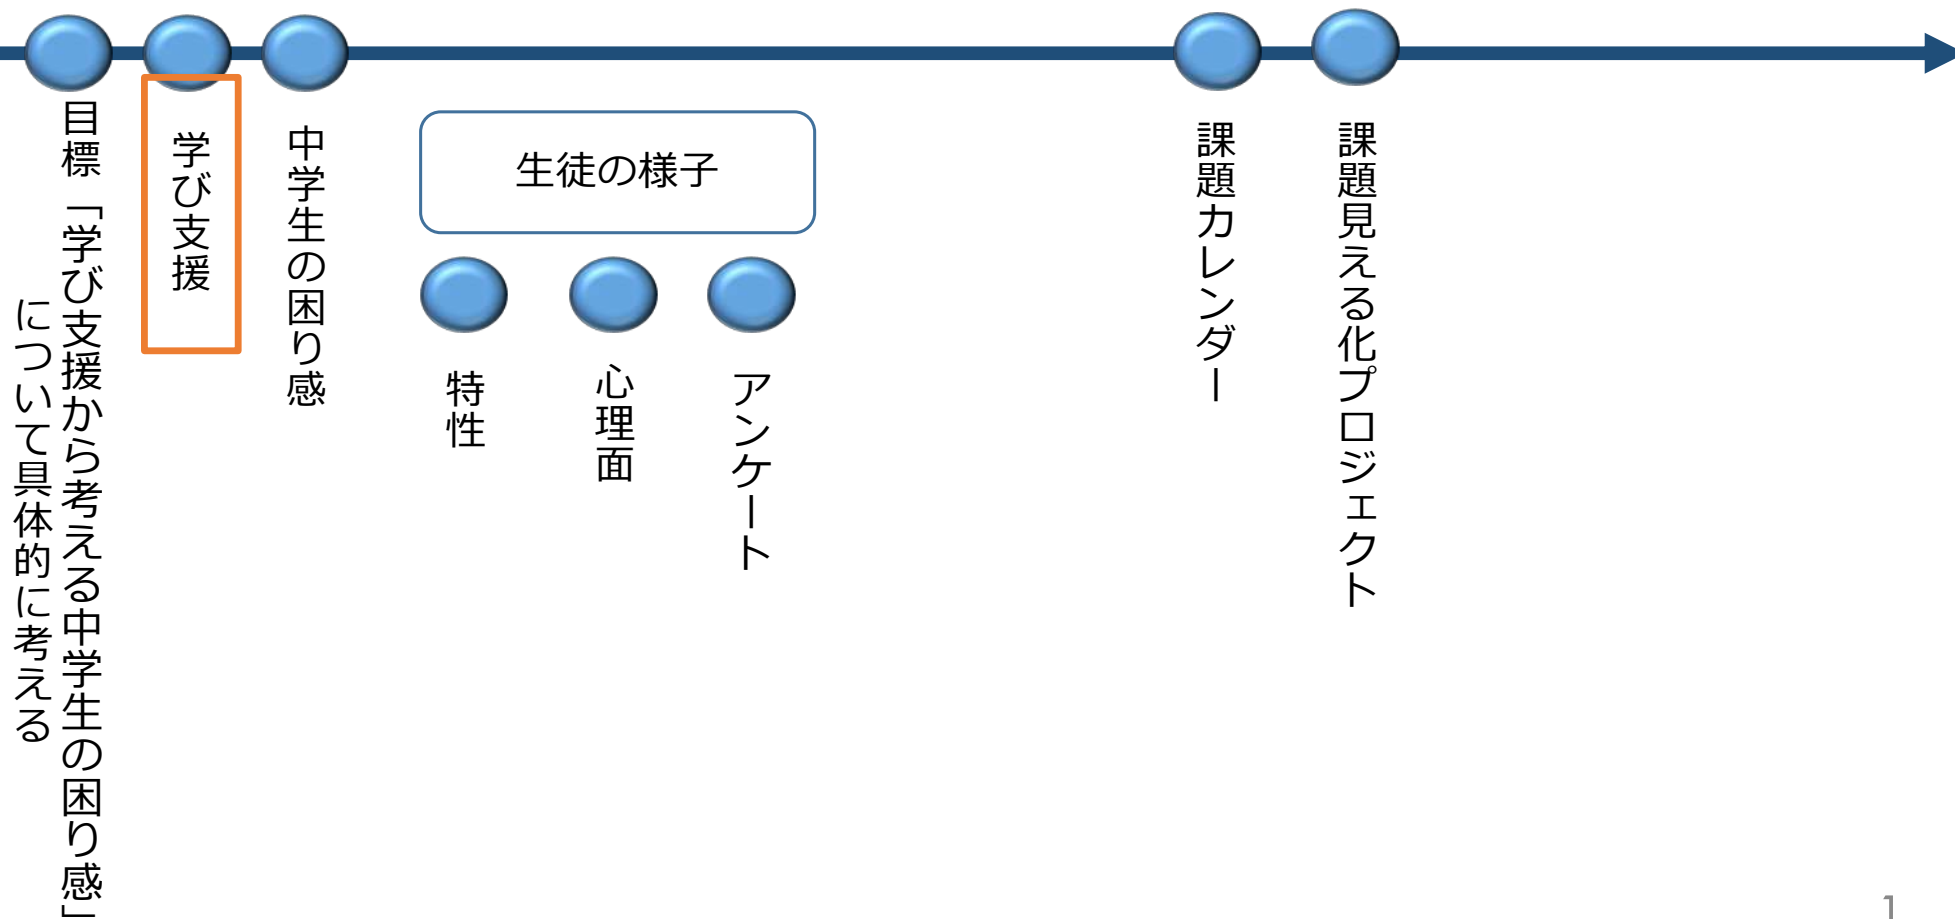 目標「学び支援から考える中学生の困り感」
について具体的に考える
学び支援
中学生の困り感
生徒の様子
特性
心理面
アンケート
課題カレンダー
課題見える化プロジェクト
1